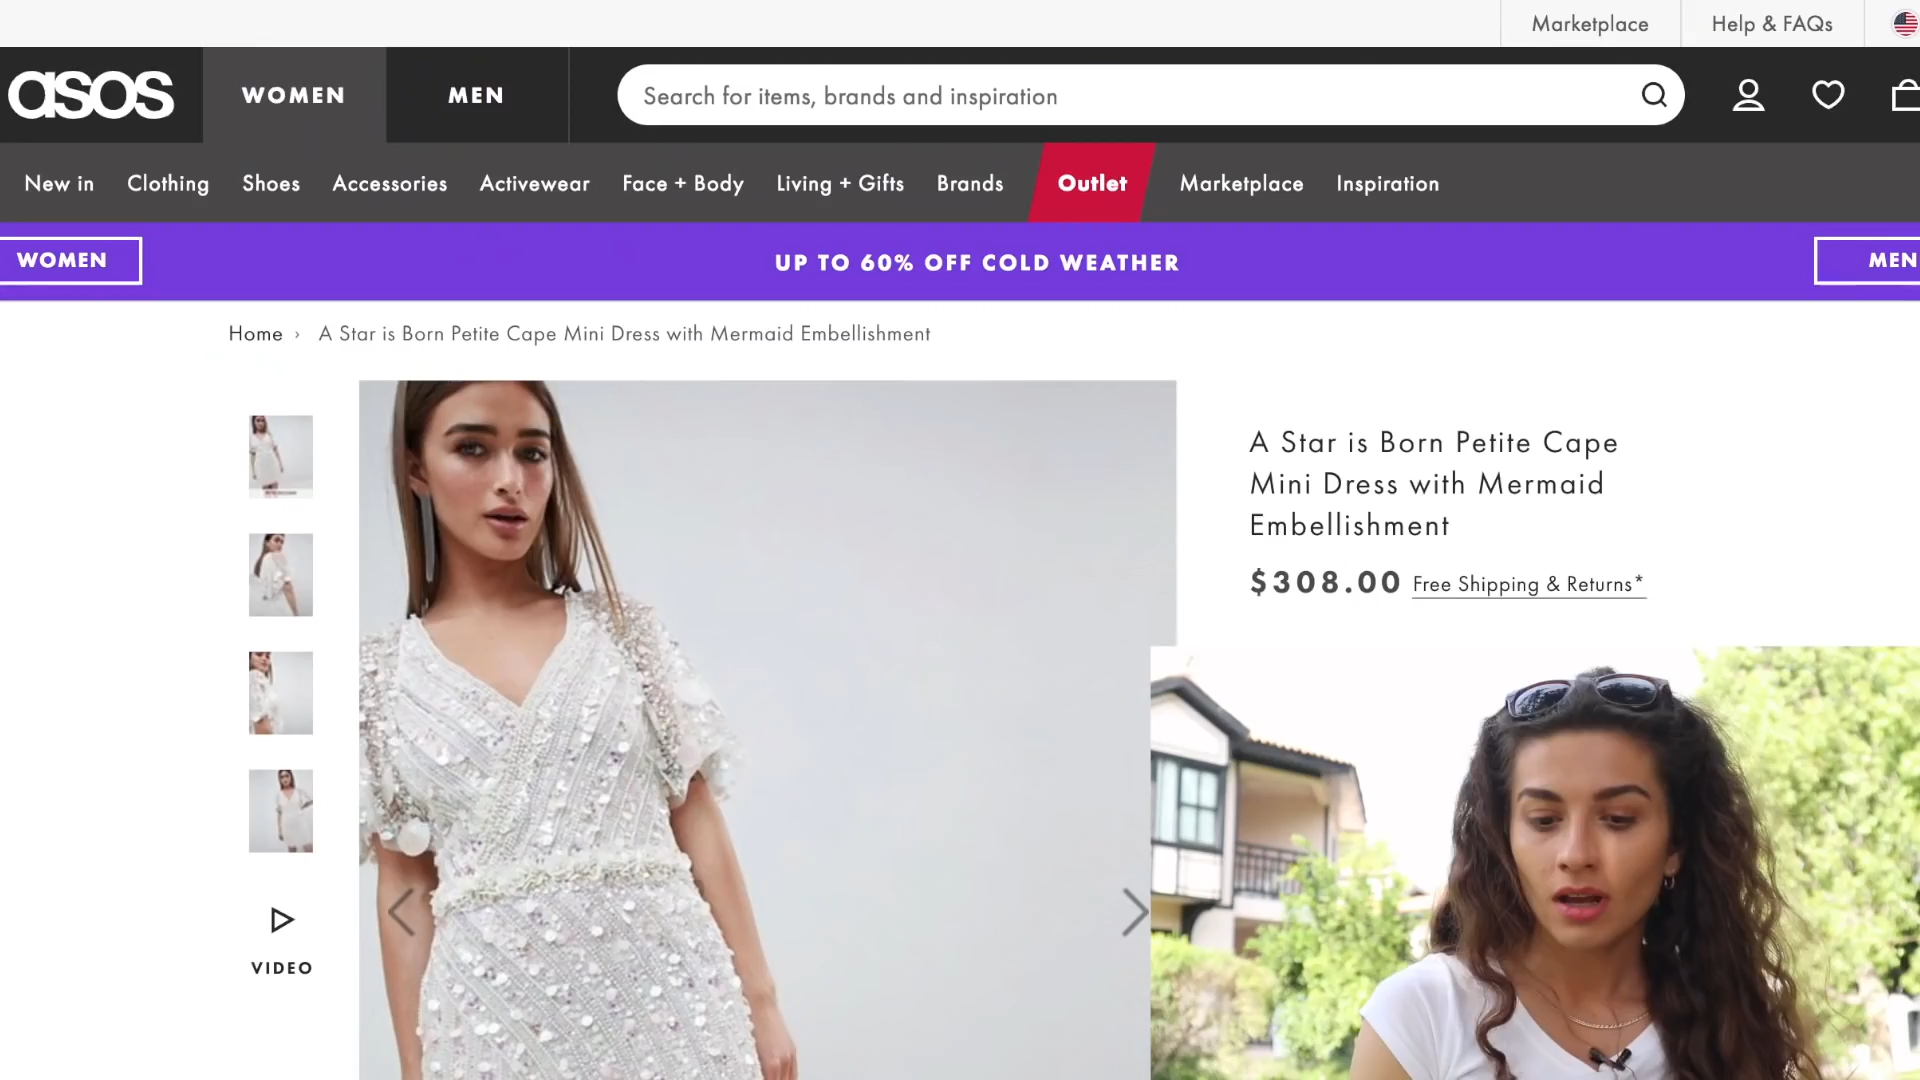 Marketplace
Help & FAQs
asos
WOMEN
MEN
Search for items, brands and inspiration
New in
Clothing
Shoes
Accessories
Activewear
Face + Body
Living + Gifts
Brands
Outlet
Marketplace
Inspiration
WOMEN
UP TO 60% OFF COLD WEATHER
MEN
Home › A Star is Born Petite Cape Mini Dress with Mermaid Embellishment
A Star is Born Petite Cape
Mini Dress with Mermaid
Embellishment
$308.00 Free Shipping & Returns*
VIDEO